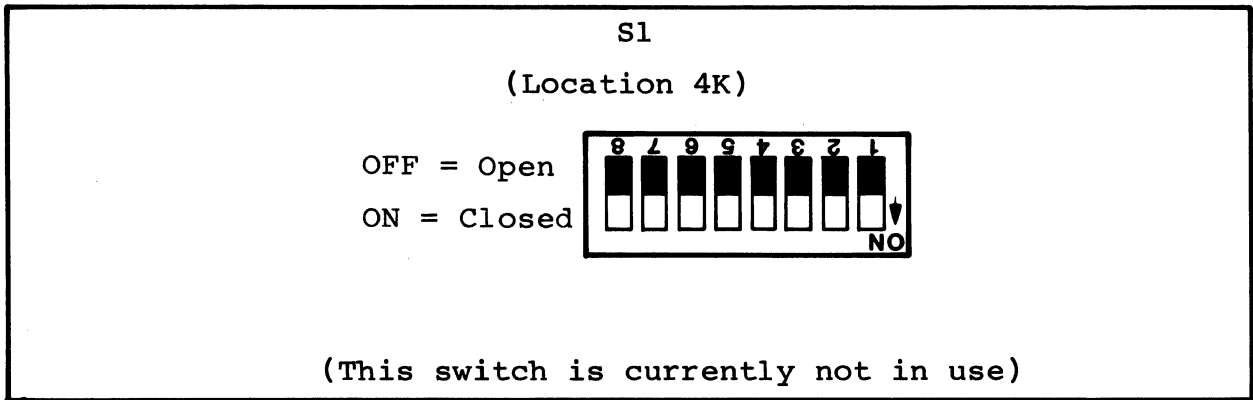 S1
(Location 4K)
8 7 6 5 4 3 2 1
OFF = Open
ON = Closed
ON
(This switch is currently not in use)